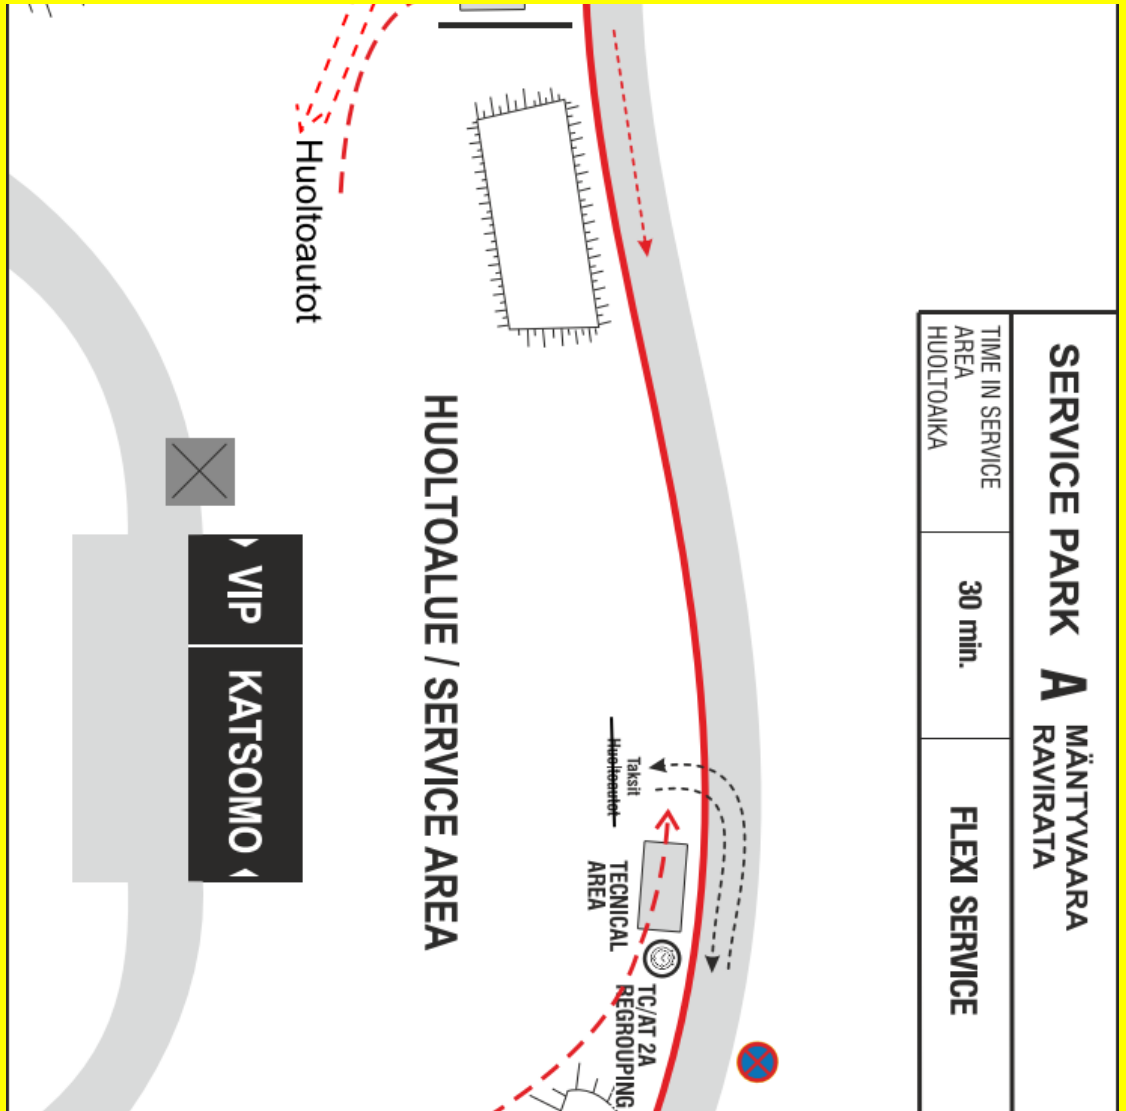 SERVICE PARK A MÄNTYVAARA
RAVIRATA
TIME IN SERVICE
AREA
HUOLTOAIKA
30 min.
FLEXI SERVICE
Taksit
Huoltoautot
TECNICAL
AREA
TC/AT 2A
REGROUPING
HUOLTOALUE / SERVICE AREA
Huoltoautot
VIP
KATSOMO